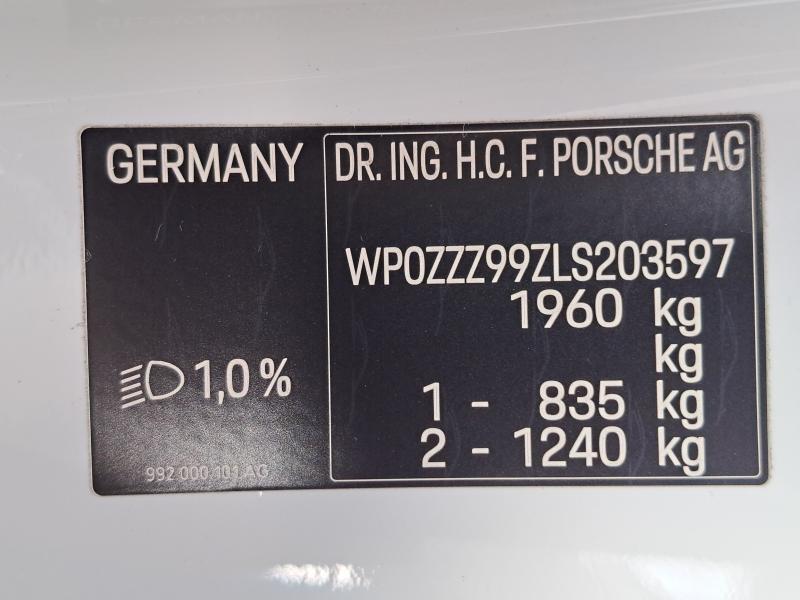 GERMANY
DR. ING. H.C. F. PORSCHE AG
WP0ZZZ99ZLS203597
1960 kg
kg
1 - 835 kg
2 - 1240 kg
1,0 %
992 000 101 AG